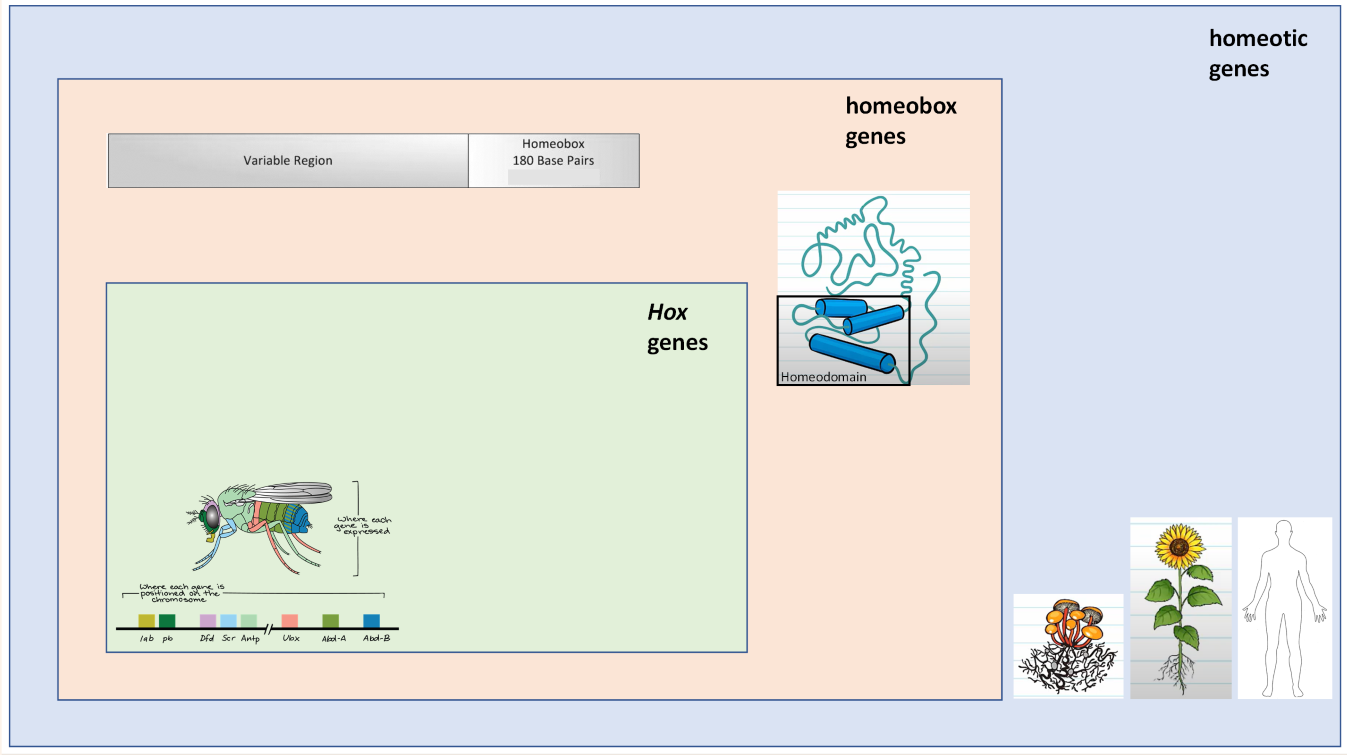 homeotic
genes
homeobox
genes
Variable Region
Homeobox
180 Base Pairs
Homeodomain
Hox
genes
Where each
gene is
expressed
Where each gene is
positioned on the
chromosome
lab pb Dfd Scr Antp Ubx Abd-A Abd-B